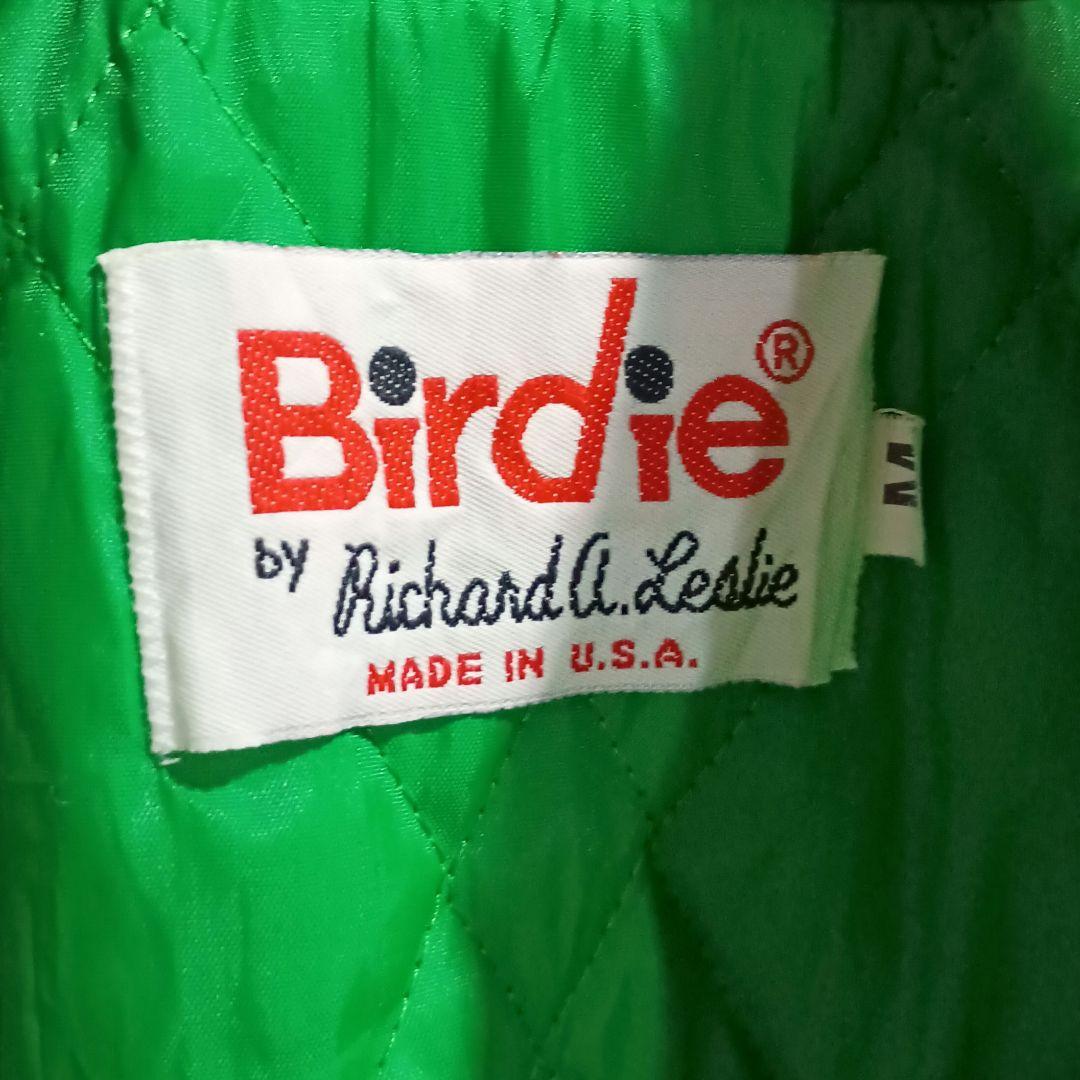 Birdie®
by Richard A. Leslie
MADE IN U.S.A.
M